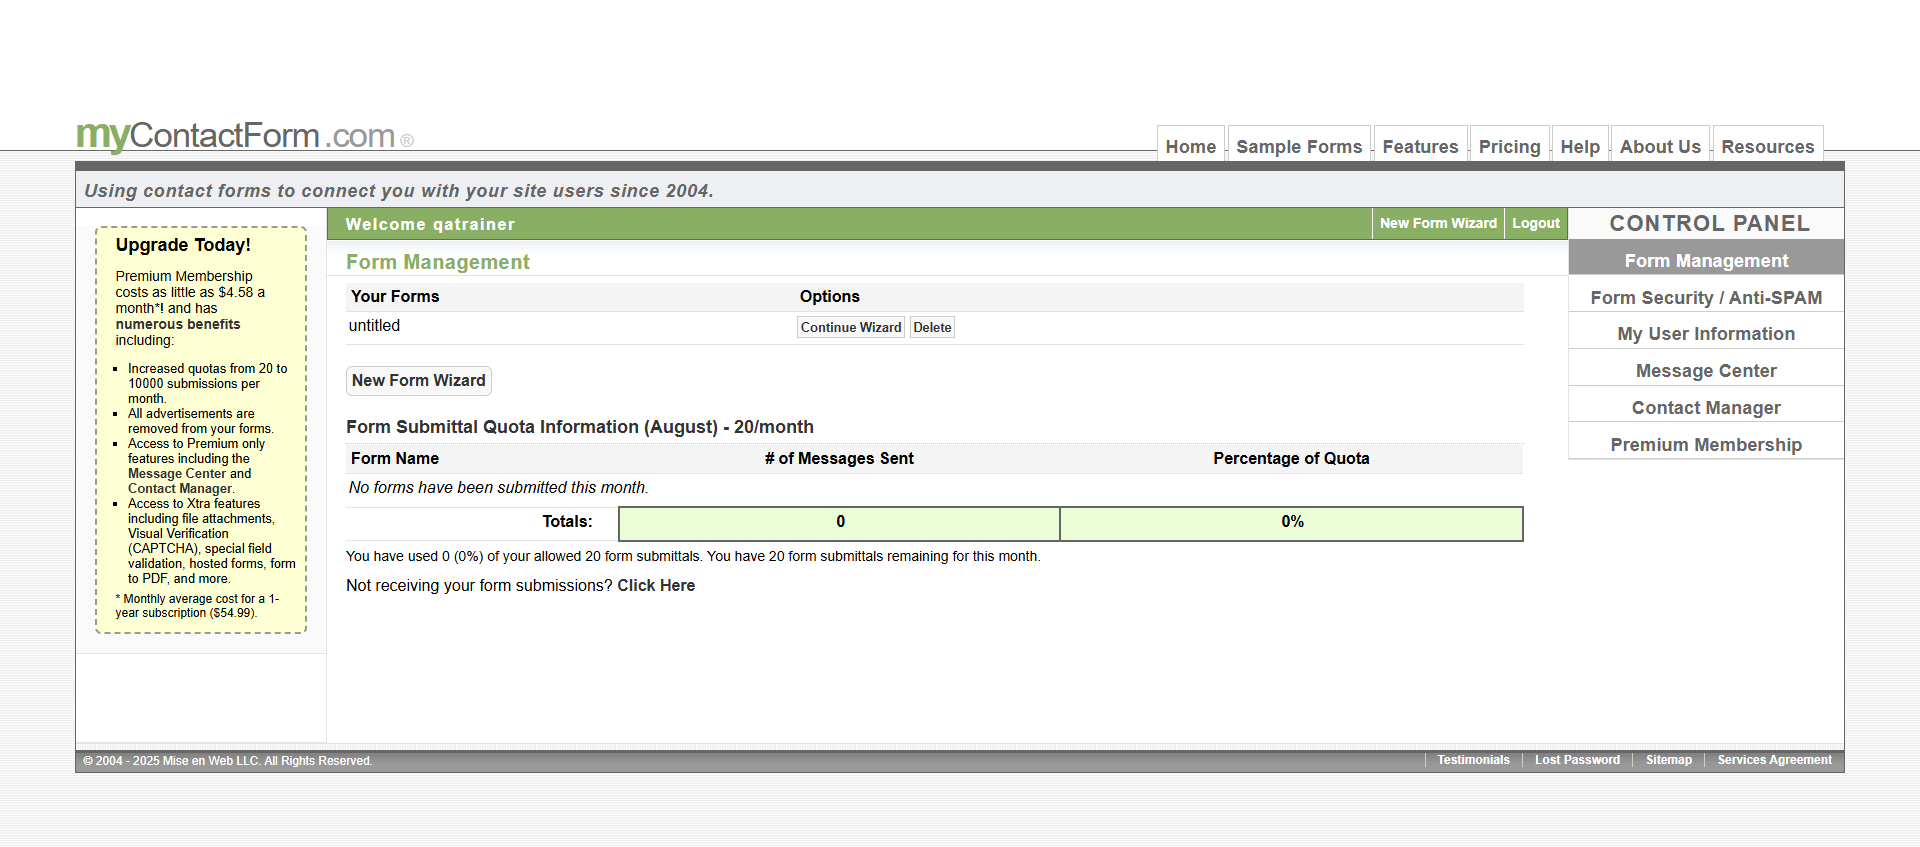 myContactForm.com®
Home Sample Forms Features Pricing Help About Us Resources
Using contact forms to connect you with your site users since 2004.
Upgrade Today!
Premium Membership
costs as little as $4.58 a
month*! and has
numerous benefits
including:
Increased quotas from 20 to
10000 submissions per
month.
All advertisements are
removed from your forms.
Access to Premium only
features including the
Message Center and
Contact Manager.
Access to Xtra features
including file attachments,
Visual Verification
(CAPTCHA), special field
validation, hosted forms, form
to PDF, and more.
* Monthly average cost for a 1-
year subscription ($54.99).
Welcome qatrainer
New Form Wizard Logout
Form Management
Your Forms Options
untitled Continue Wizard Delete
New Form Wizard
Form Submittal Quota Information (August) - 20/month
Form Name # of Messages Sent Percentage of Quota
No forms have been submitted this month.
Totals: 0 0%
You have used 0 (0%) of your allowed 20 form submittals. You have 20 form submittals remaining for this month.
Not receiving your form submissions? Click Here
CONTROL PANEL
Form Management
Form Security / Anti-SPAM
My User Information
Message Center
Contact Manager
Premium Membership
© 2004 - 2025 Mise en Web LLC. All Rights Reserved.
Testimonials Lost Password Sitemap Services Agreement